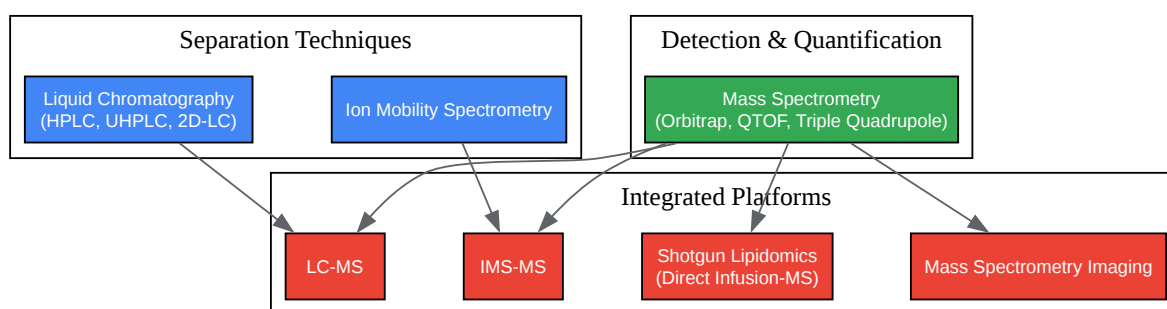 Separation Techniques
Detection & Quantification
Liquid Chromatography
(HPLC, UHPLC, 2D-LC)
Ion Mobility Spectrometry
Mass Spectrometry
(Orbitrap, QTOF, Triple Quadrupole)
Integrated Platforms
LC-MS
IMS-MS
Shotgun Lipidomics
(Direct Infusion-MS)
Mass Spectrometry Imaging